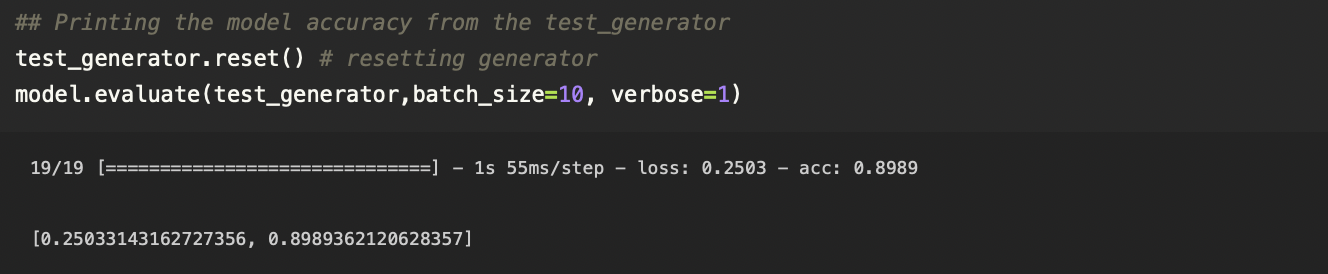 ## Printing the model accuracy from the test_generator
test_generator.reset() # resetting generator
model.evaluate(test_generator,batch_size=10, verbose=1)
19/19 [==============================] - 1s 55ms/step - loss: 0.2503 - acc: 0.8989
[0.25033143162727356, 0.8989362120628357]